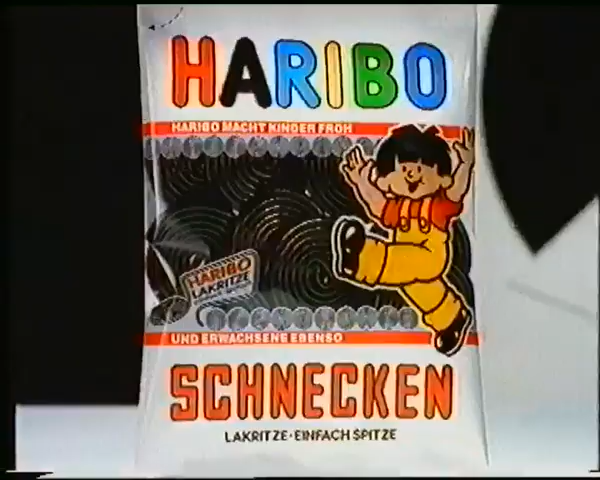 HARIBO
HARIBO MACHT KINDER FROH
HARIBO
LAKRITZE
UND ERWACHSENE EBENSO
SCHNECKEN
LAKRITZE·EINFACH SPITZE